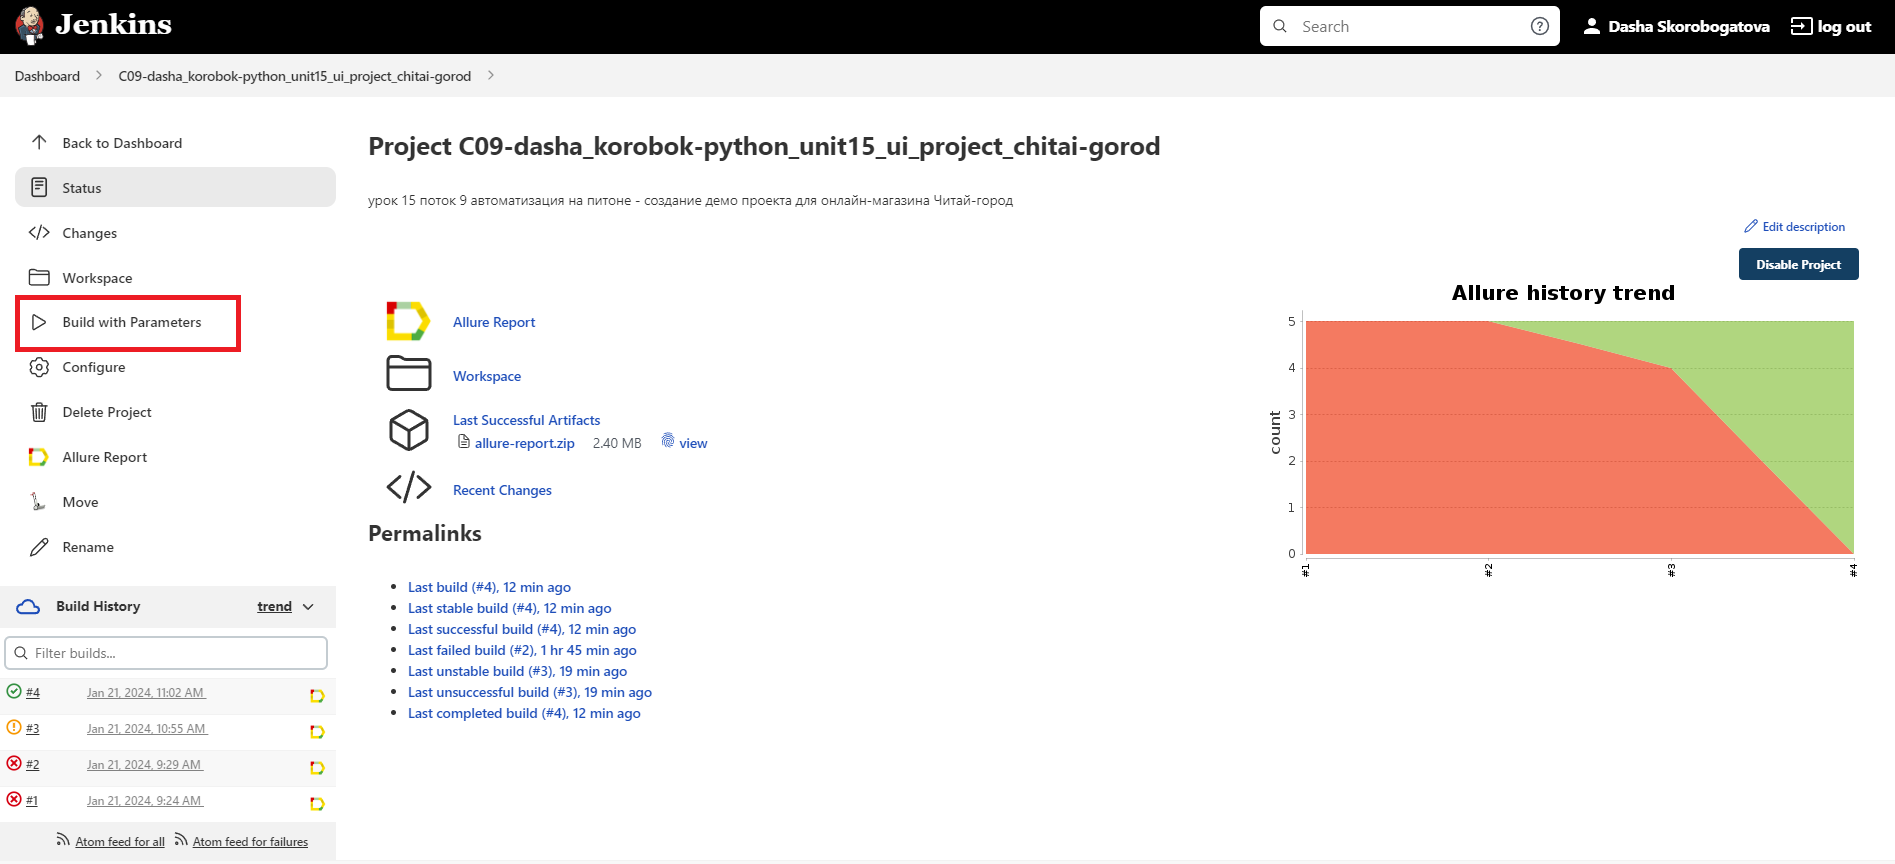 Jenkins
Search
Dasha Skorobogatova
log out
Dashboard
C09-dasha_korobok-python_unit15_ui_project_chitai-gorod
Back to Dashboard
Status
Changes
Workspace
Build with Parameters
Configure
Delete Project
Allure Report
Move
Rename
Build History
trend
Filter builds...
#4 Jan 21, 2024, 11:02 AM
#3 Jan 21, 2024, 10:55 AM
#2 Jan 21, 2024, 9:29 AM
#1 Jan 21, 2024, 9:24 AM
Atom feed for all Atom feed for failures
Project C09-dasha_korobok-python_unit15_ui_project_chitai-gorod
урок 15 поток 9 автоматизация на питоне - создание демо проекта для онлайн-магазина Читай-город
Edit description
Disable Project
Allure Report
Workspace
Last Successful Artifacts
allure-report.zip 2.40 MB view
Recent Changes
Permalinks
Last build (#4), 12 min ago
Last stable build (#4), 12 min ago
Last successful build (#4), 12 min ago
Last failed build (#2), 1 hr 45 min ago
Last unstable build (#3), 19 min ago
Last unsuccessful build (#3), 19 min ago
Last completed build (#4), 12 min ago
Allure history trend
count
5
4
3
2
1
0
#1
#2
#3
#4